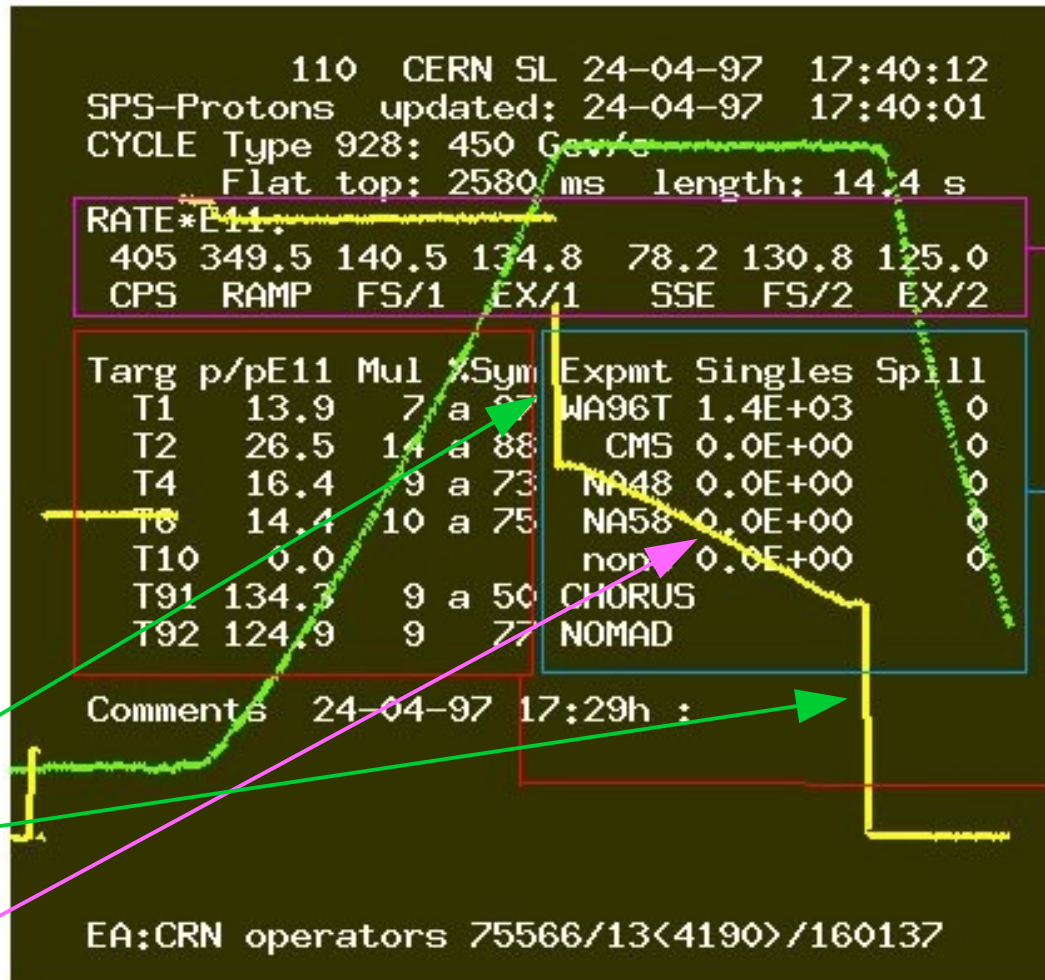 110 CERN SL 24-04-97 17:40:12
SPS-Protons updated: 24-04-97 17:40:01
CYCLE Type 928: 450 Gev/c
Flat top: 2580 ms length: 14.4 s
RATE*E11:
405 349.5 140.5 134.8 78.2 130.8 125.0
CPS RAMP FS/1 EX/1 SSE FS/2 EX/2
Targ p/pE11 Mul %Sym Expmt Singles Spill
T1 13.9 7 a WA96T 1.4E+03 0
T2 26.5 14 a 88 CMS 0.0E+00 0
T4 16.4 9 a 73 NA48 0.0E+00 0
T6 14.4 10 a 75 NA58 0.0E+00 0
T10 0.0 none 0.0E+00 0
T91 134.3 9 a 50 CHORUS
T92 124.9 9 77 NOMAD
Comments 24-04-97 17:29h :
EA:CRN operators 75566/13<4190>/160137